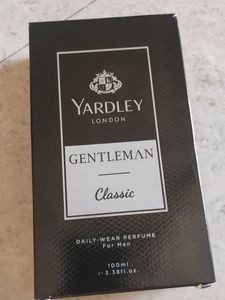 YARDLEY
LONDON
GENTLEMAN
Classic
DAILY-WEAR PERFUME
For Men
100ml
e 3.38fl.oz.